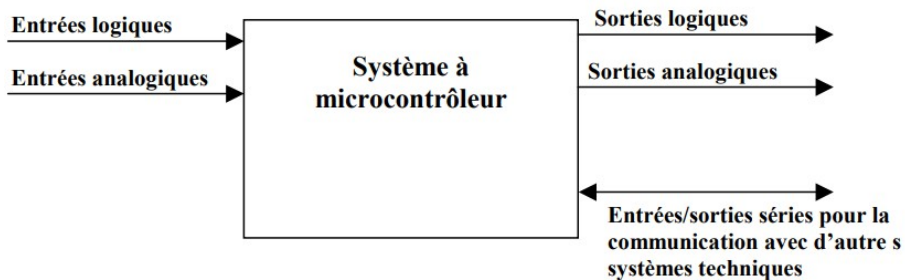 Entrées logiques
Entrées analogiques
Système à
microcontrôleur
Sorties logiques
Sorties analogiques
Entrées/sorties séries pour la
communication avec d'autre s
systèmes techniques